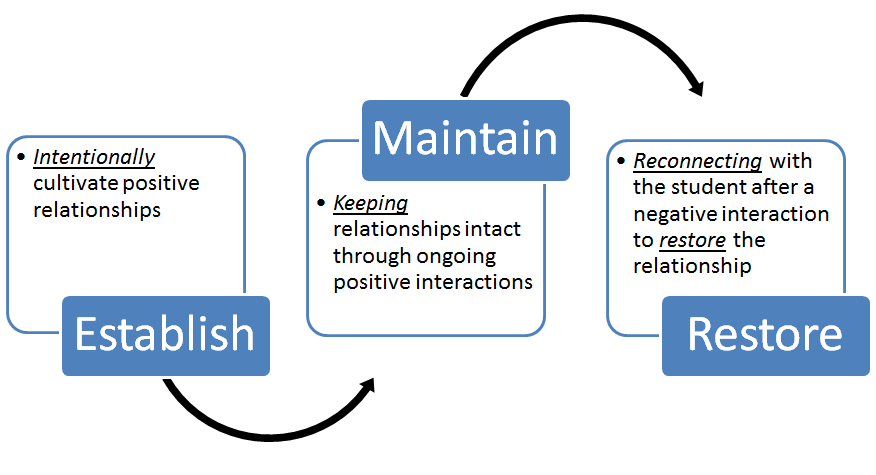 • Intentionally
cultivate positive
relationships
Establish
Maintain
• Keeping
relationships intact
through ongoing
positive interactions
• Reconnecting with
the student after a
negative interaction
to restore the
relationship
Restore